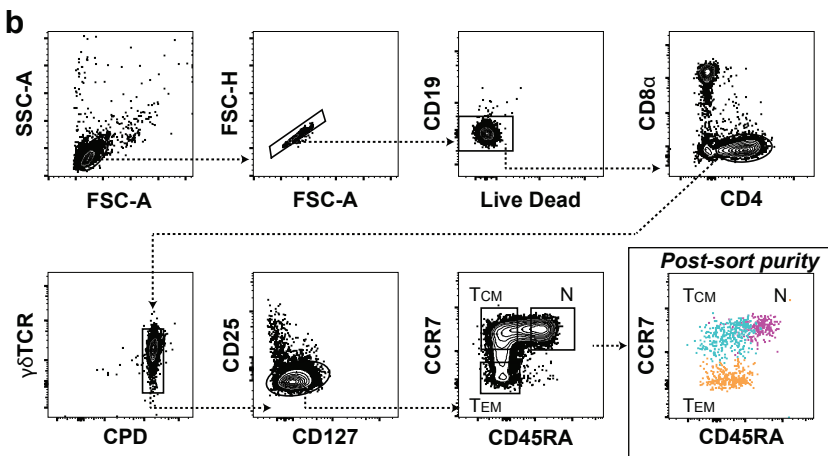 b
SSC-A
FSC-A
FSC-H
FSC-A
CD19
Live Dead
CD8α
CD4
γδTCR
CPD
CD25
CD127
CCR7
TCM
N
TEM
CD45RA
Post-sort purity
CCR7
TCM
N
TEM
CD45RA